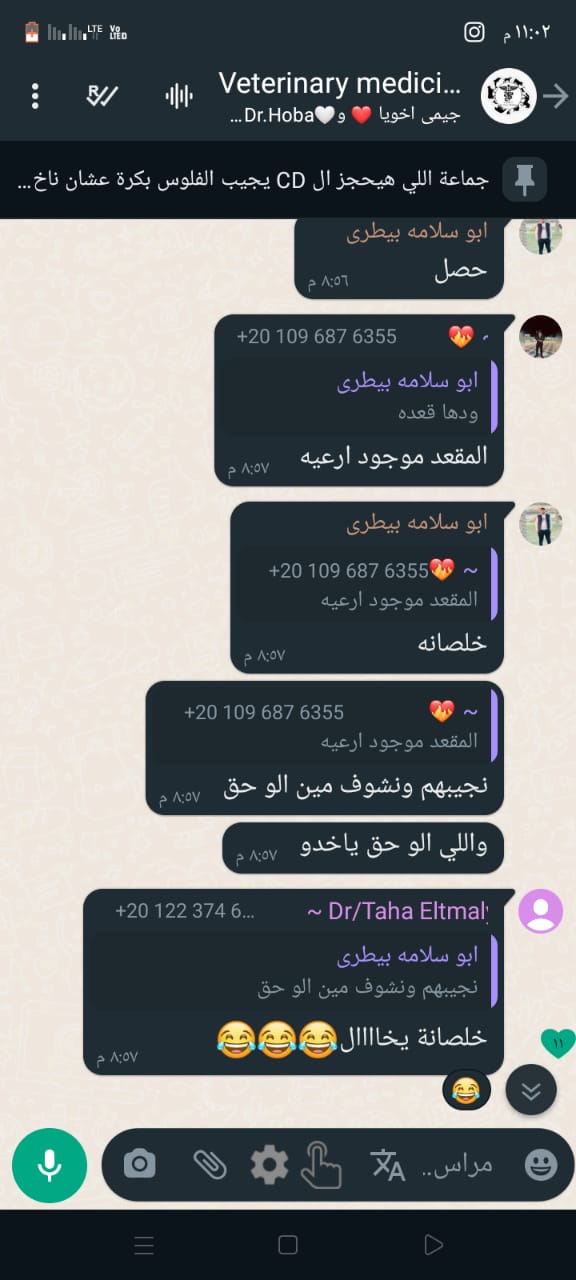 ١١:٠٢ م
LTE
Vo
LTED
Veterinary medici...
جيمى اخويا ❤️ و🤍Dr.Hoba...
جماعة اللي هيحجز ال CD يجيب الفلوس بكرة عشان ناخ...
ابو سلامه بيطرى
حصل
٨:٥٦ م
~ ❤️‍🔥 +20 109 687 6355
ابو سلامه بيطرى
ودها قعده
المقعد موجود ارعيه
٨:٥٧ م
ابو سلامه بيطرى
~ ❤️‍🔥+20 109 687 6355
المقعد موجود ارعيه
خلصانه
٨:٥٧ م
~ ❤️‍🔥 +20 109 687 6355
المقعد موجود ارعيه
نجيبهم ونشوف مين الو حق
٨:٥٧ م
واللي الو حق ياخدو
٨:٥٧ م
~ Dr/Taha Eltmaly +20 122 374 6...
ابو سلامه بيطرى
نجيبهم ونشوف مين الو حق
خلصانة يخاااال😂😂😂
٨:٥٧ م
😂
١١
مراس..